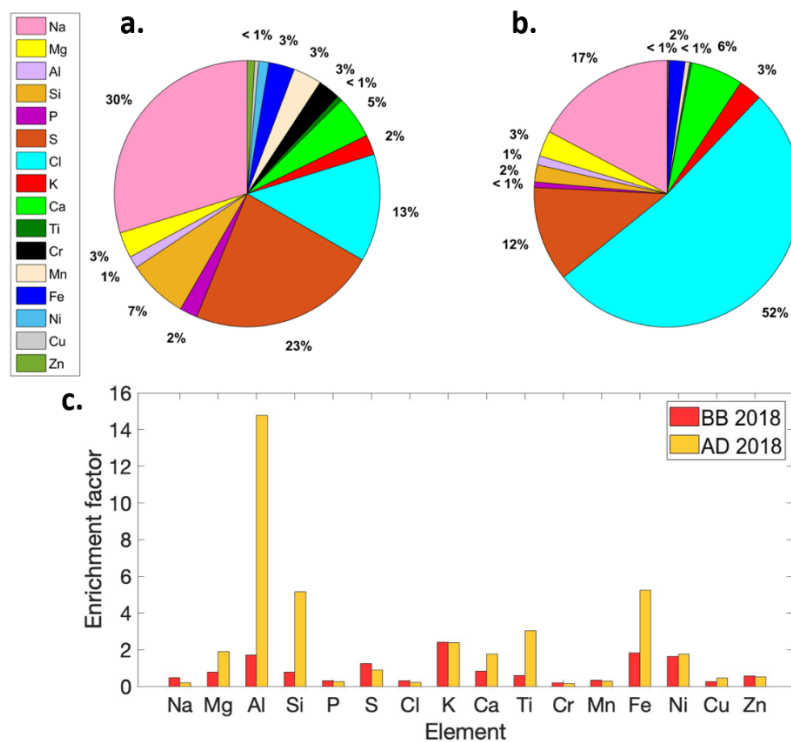 Na
Mg
Al
Si
P
S
Cl
K
Ca
Ti
Cr
Mn
Fe
Ni
Cu
Zn
a.
< 1%
3%
3%
3%
< 1%
5%
2%
13%
23%
2%
7%
1%
3%
30%
b.
2%
< 1%
< 1%
6%
3%
52%
12%
< 1%
2%
1%
3%
17%
c.
16
14
12
10
8
6
4
2
0
Enrichment factor
BB 2018
AD 2018
Na Mg Al Si P S Cl K Ca Ti Cr Mn Fe Ni Cu Zn
Element